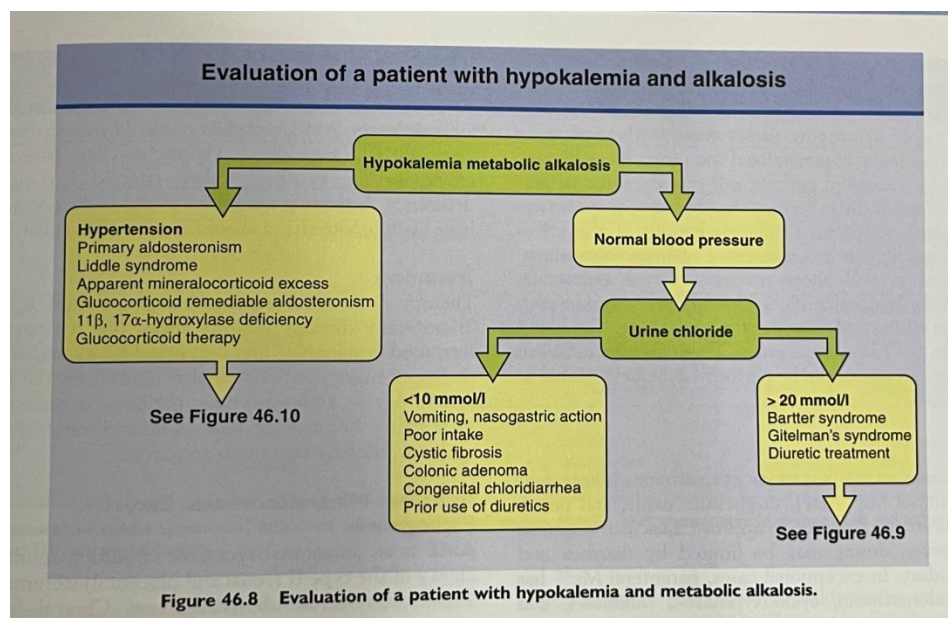 Evaluation of a patient with hypokalemia and alkalosis
Hypokalemia metabolic alkalosis
Hypertension
Primary aldosteronism
Liddle syndrome
Apparent mineralocorticoid excess
Glucocorticoid remediable aldosteronism
11β, 17α-hydroxylase deficiency
Glucocorticoid therapy
See Figure 46.10
Normal blood pressure
Urine chloride
<10 mmol/l
Vomiting, nasogastric action
Poor intake
Cystic fibrosis
Colonic adenoma
Congenital chloridiarrhea
Prior use of diuretics
> 20 mmol/l
Bartter syndrome
Gitelman's syndrome
Diuretic treatment
See Figure 46.9
Figure 46.8 Evaluation of a patient with hypokalemia and metabolic alkalosis.